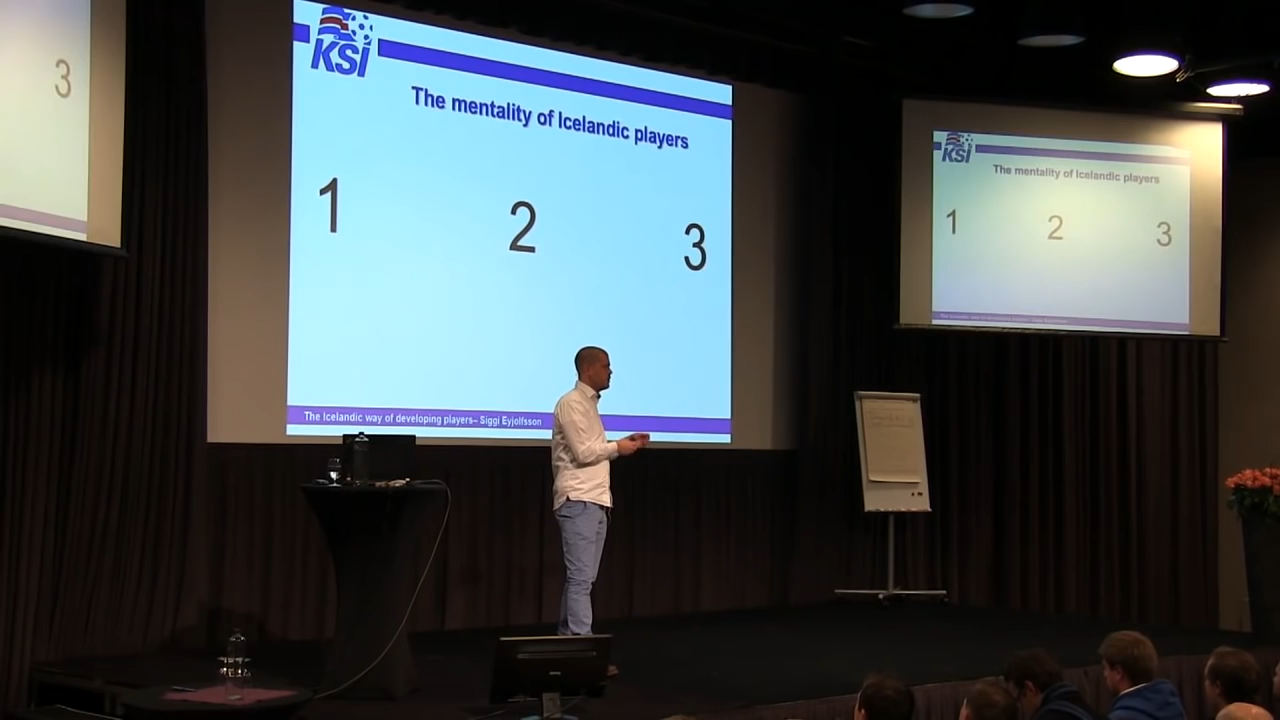 3
KSÍ
The mentality of Icelandic players
1 2 3
The Icelandic way of developing players– Siggi Eyjolfsson
KSÍ
The mentality of Icelandic players
1 2 3